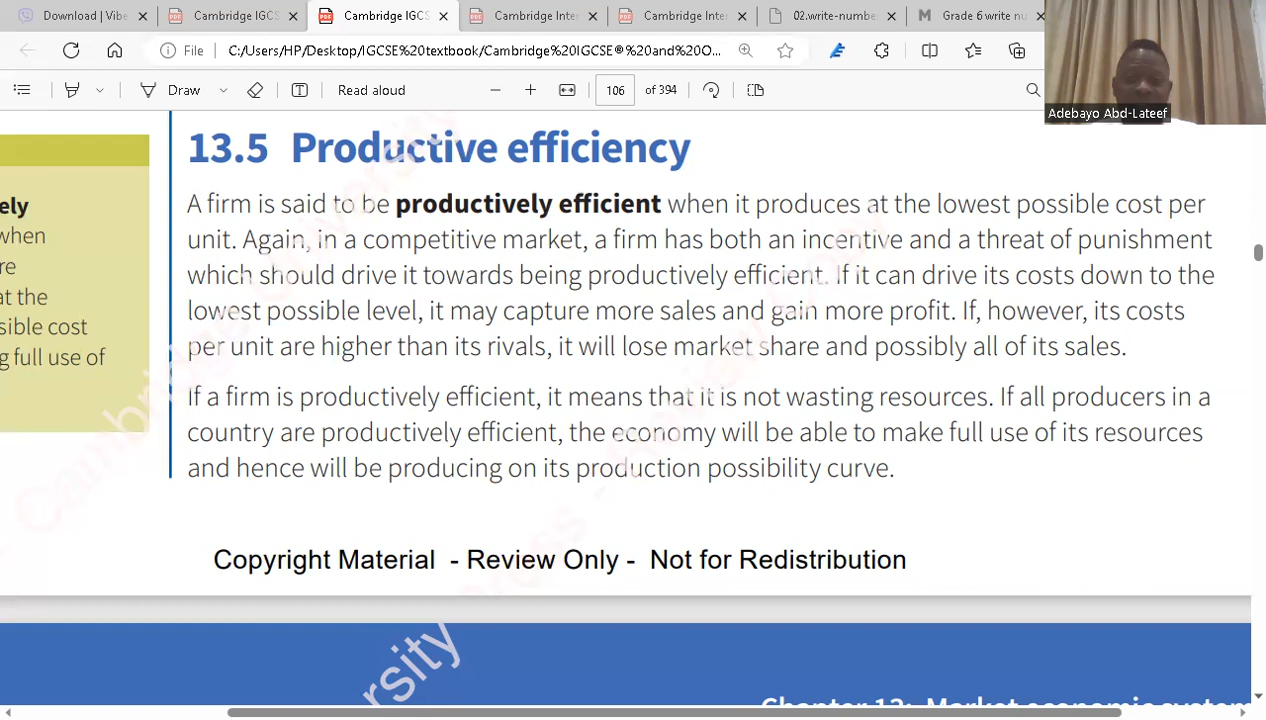 Download | Vibe
Cambridge IGCS
Cambridge IGCS
Cambridge Inte
Cambridge Inte
02.write-number
Grade 6 write nu
File
C:/Users/HP/Desktop/IGCSE%20textbook/Cambridge%20IGCSE®%20and%20O...
Draw
Read aloud
106 of 394
Adebayo Abd-Lateef
13.5 Productive efficiency
ely
when
re
at the
sible cost
g full use of
A firm is said to be productively efficient when it produces at the lowest possible cost per
unit. Again, in a competitive market, a firm has both an incentive and a threat of punishment
which should drive it towards being productively efficient. If it can drive its costs down to the
lowest possible level, it may capture more sales and gain more profit. If, however, its costs
per unit are higher than its rivals, it will lose market share and possibly all of its sales.
If a firm is productively efficient, it means that it is not wasting resources. If all producers in a
country are productively efficient, the economy will be able to make full use of its resources
and hence will be producing on its production possibility curve.
Copyright Material - Review Only - Not for Redistribution
Chapter 13: Market economic system